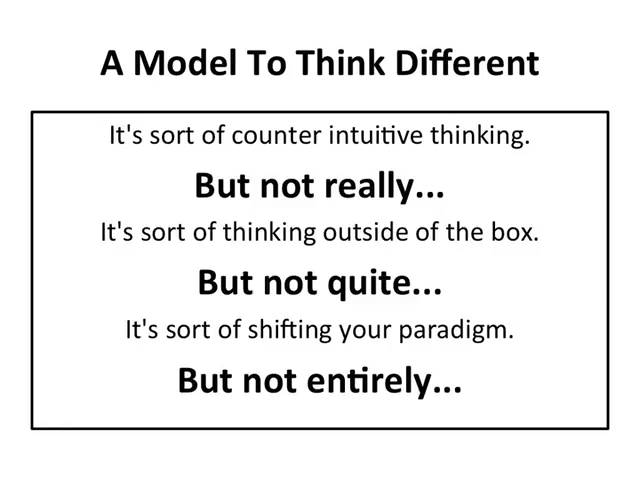 A Model To Think Different
It's sort of counter intuitive thinking.
But not really...
It's sort of thinking outside of the box.
But not quite...
It's sort of shifting your paradigm.
But not entirely...